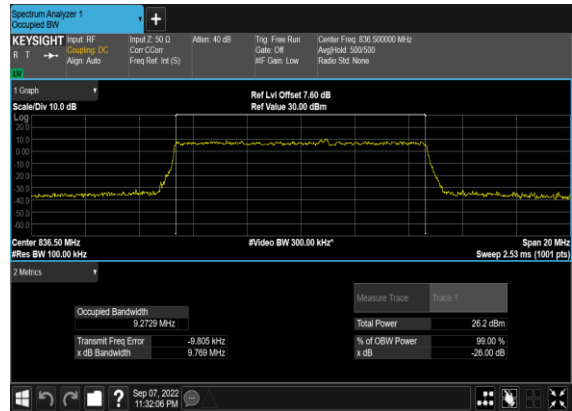 Spectrum Analyzer 1
Occupied BW
KEYSIGHT
R T
Input: RF
Coupling: DC
Align: Auto
Input Z: 50 Ω
Corr CCorr
Freq Ref: Int (S)
Atten: 40 dB
Trig: Free Run
Gate: Off
#IF Gain: Low
Center Freq: 836.500000 MHz
Avg|Hold: 500/500
Radio Std: None
1 Graph
Scale/Div 10.0 dB
Ref Lvl Offset 7.60 dB
Ref Value 30.00 dBm
Log
20.0
10.0
0.00
-10.0
-20.0
-30.0
-40.0
-50.0
-60.0
Center 836.50 MHz
#Video BW 300.00 kHz*
Span 20 MHz
#Res BW 100.00 kHz
Sweep 2.53 ms (1001 pts)
2 Metrics
Measure Trace
Trace 1
Occupied Bandwidth
9.2729 MHz
Total Power
26.2 dBm
Transmit Freq Error
-9.805 kHz
% of OBW Power
99.00 %
x dB Bandwidth
9.769 MHz
x dB
-26.00 dB
?
Sep 07, 2022
11:32:06 PM